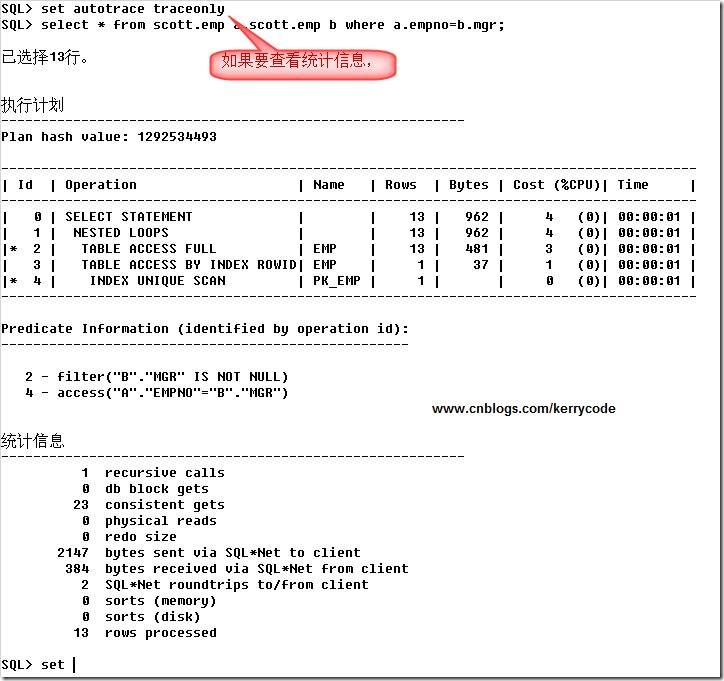 SQL> set autotrace traceonly
SQL> select * from scott.emp a,scott.emp b where a.empno=b.mgr;
如果要查看统计信息，
已选择13行。
执行计划
----------------------------------------------------------
Plan hash value: 1292534493
---------------------------------------------------------------------------------------
| Id  | Operation                    | Name   | Rows  | Bytes | Cost (%CPU)| Time     |
---------------------------------------------------------------------------------------
|   0 | SELECT STATEMENT             |        |    13 |   962 |     4   (0)| 00:00:01 |
|   1 |  NESTED LOOPS                |        |    13 |   962 |     4   (0)| 00:00:01 |
|*  2 |   TABLE ACCESS FULL          | EMP    |    13 |   481 |     3   (0)| 00:00:01 |
|   3 |   TABLE ACCESS BY INDEX ROWID| EMP    |     1 |    37 |     1   (0)| 00:00:01 |
|*  4 |    INDEX UNIQUE SCAN         | PK_EMP |     1 |       |     0   (0)| 00:00:01 |
---------------------------------------------------------------------------------------
Predicate Information (identified by operation id):
---------------------------------------------------
2 - filter("B"."MGR" IS NOT NULL)
4 - access("A"."EMPNO"="B"."MGR")
www.cnblogs.com/kerrycode
统计信息
----------------------------------------------------------
1  recursive calls
0  db block gets
23  consistent gets
0  physical reads
0  redo size
2147  bytes sent via SQL*Net to client
384  bytes received via SQL*Net from client
2  SQL*Net roundtrips to/from client
0  sorts (memory)
0  sorts (disk)
13  rows processed
SQL> set